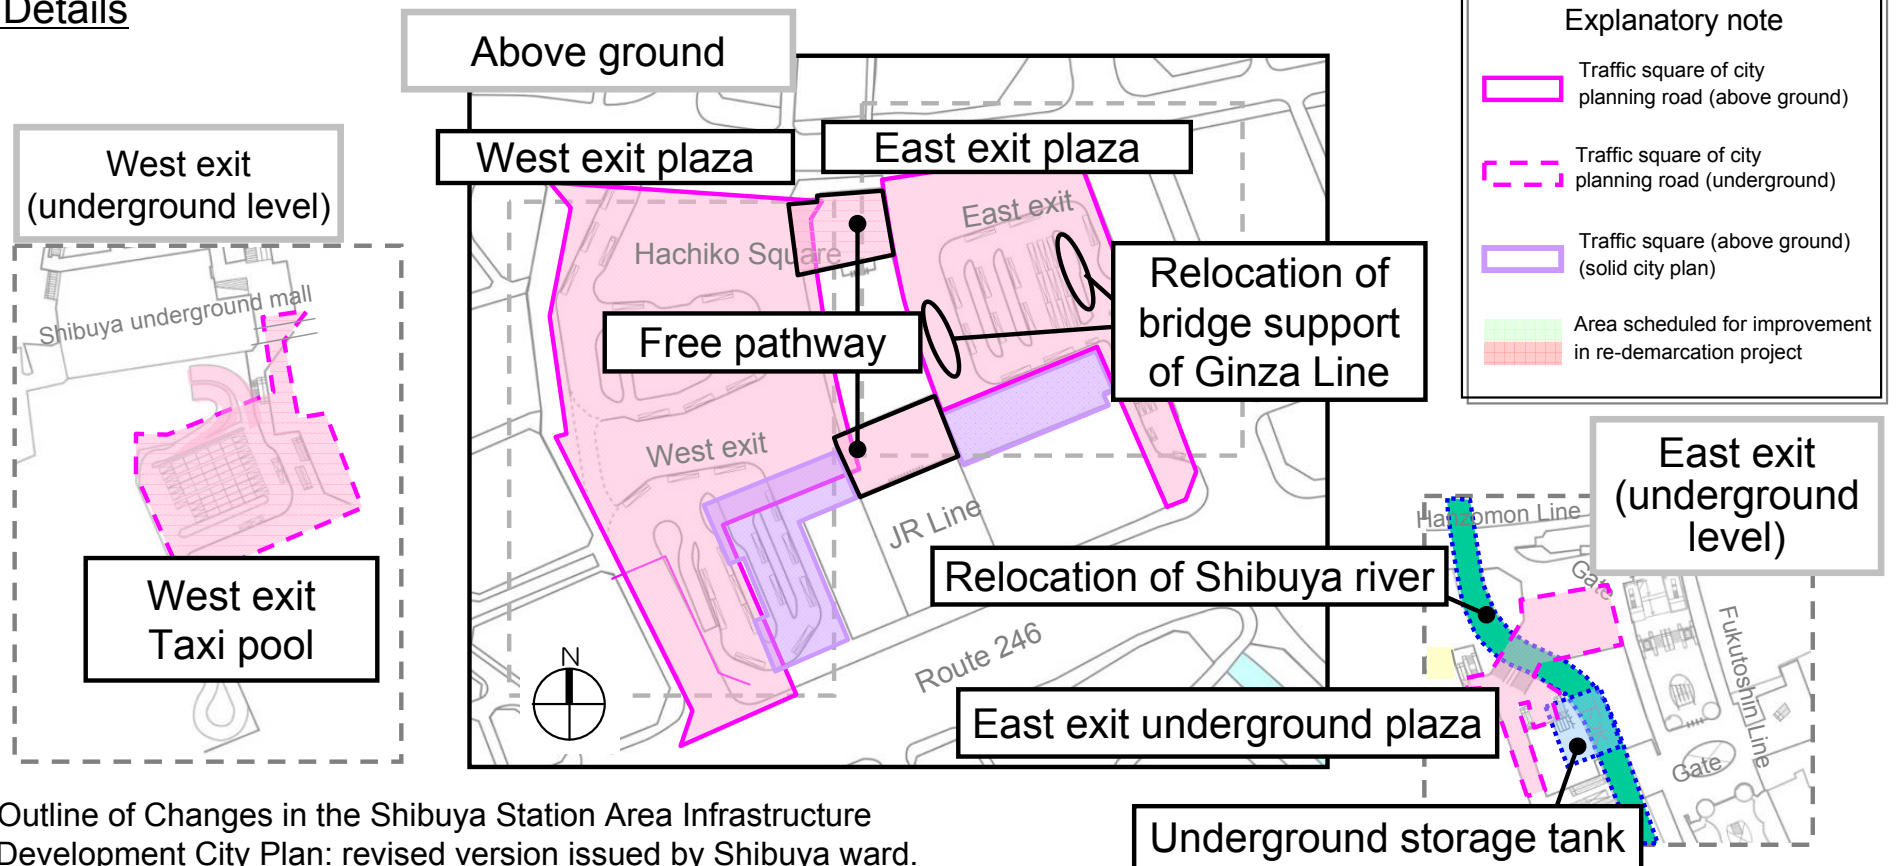 Details
Above ground
West exit plaza
East exit plaza
West exit
(underground level)
Shibuya underground mall
West exit
Taxi pool
Hachiko Square
East exit
Free pathway
Relocation of
bridge support
of Ginza Line
West exit
JR Line
Route 246
N
Explanatory note
Traffic square of city
planning road (above ground)
Traffic square of city
planning road (underground)
Traffic square (above ground)
(solid city plan)
Area scheduled for improvement
in re-demarcation project
East exit
(underground
level)
Hanzomon Line
Gate
Fukutoshin Line
Gate
Relocation of Shibuya river
East exit underground plaza
Underground storage tank
Outline of Changes in the Shibuya Station Area Infrastructure
Development City Plan: revised version issued by Shibuya ward.